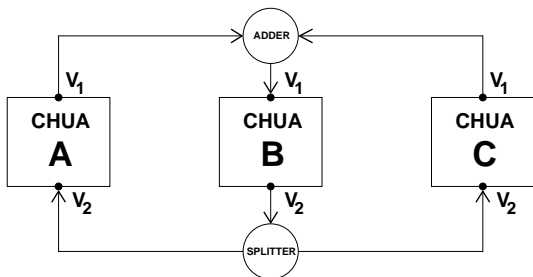 ADDER
V1 V1 V1
CHUA CHUA CHUA
A B C
V2 V2 V2
SPLITTER